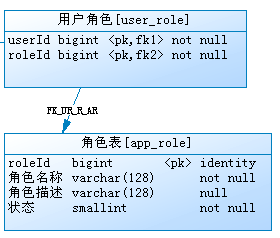 用户角色[user_role]
userId bigint <pk,fk1> not null
roleId bigint <pk,fk2> not null
FK_UR_R_AR
角色表[app_role]
roleId bigint <pk> identity
角色名称 varchar(128) not null
角色描述 varchar(128) null
状态 smallint not null